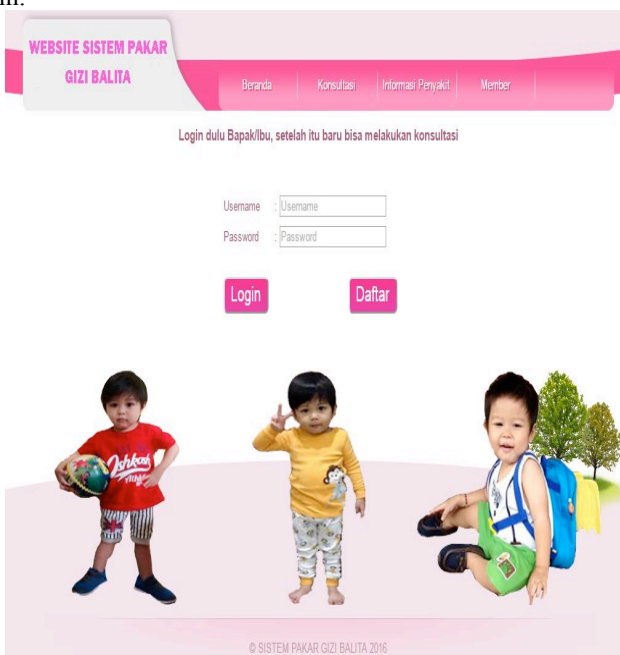 WEBSITE SISTEM PAKAR
GIZI BALITA
Beranda Konsultasi Informasi Penyakit Member
Login dulu Bapak/Ibu, setelah itu baru bisa melakukan konsultasi
Username : Username
Password : Password
Login Daftar
Oshkosh
© SISTEM PAKAR GIZI BALITA 2016